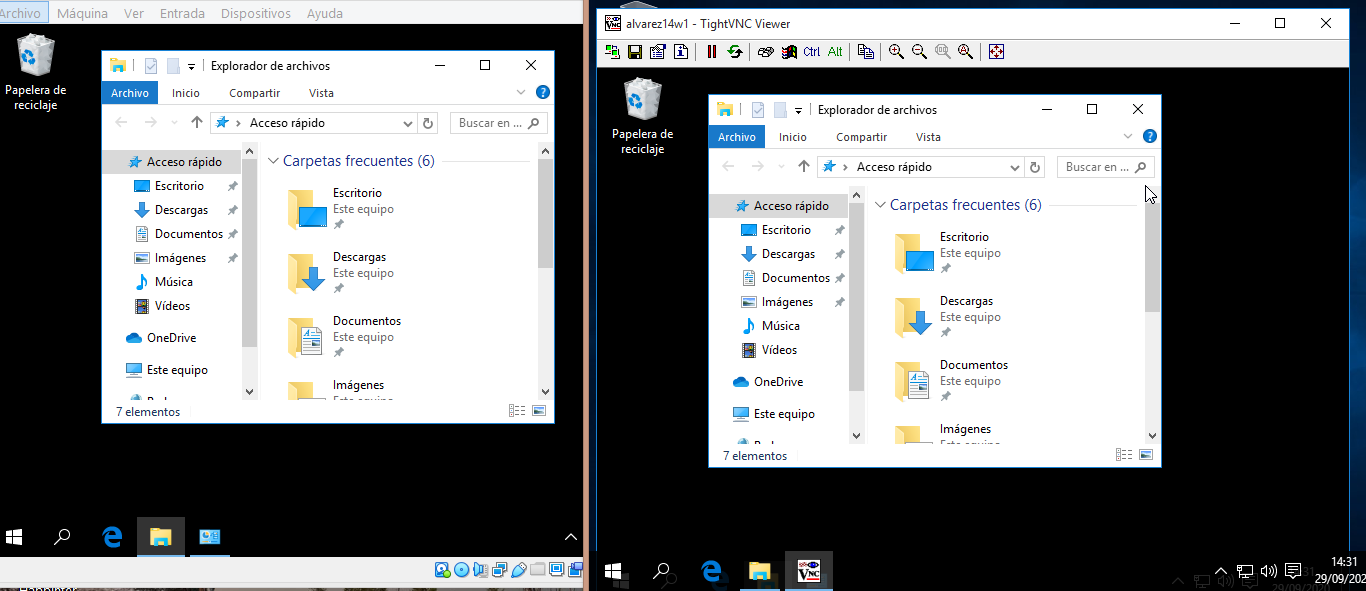 Archivo Máquina Ver Entrada Dispositivos Ayuda
Papelera de
reciclaje
Explorador de archivos
Archivo Inicio Compartir Vista
Acceso rápido
Buscar en ...
Acceso rápido
Escritorio
Descargas
Documentos
Imágenes
Música
Vídeos
OneDrive
Este equipo
Carpetas frecuentes (6)
Escritorio
Este equipo
Descargas
Este equipo
Documentos
Este equipo
Imágenes
Este equipo
7 elementos
alvarez14w1 - TightVNC Viewer
Ctrl Alt
Papelera de
reciclaje
Explorador de archivos
Archivo Inicio Compartir Vista
Acceso rápido
Buscar en ...
Acceso rápido
Escritorio
Descargas
Documentos
Imágenes
Música
Vídeos
OneDrive
Este equipo
Carpetas frecuentes (6)
Escritorio
Este equipo
Descargas
Este equipo
Documentos
Este equipo
Imágenes
Este equipo
7 elementos
VNC
14:31
29/09/202